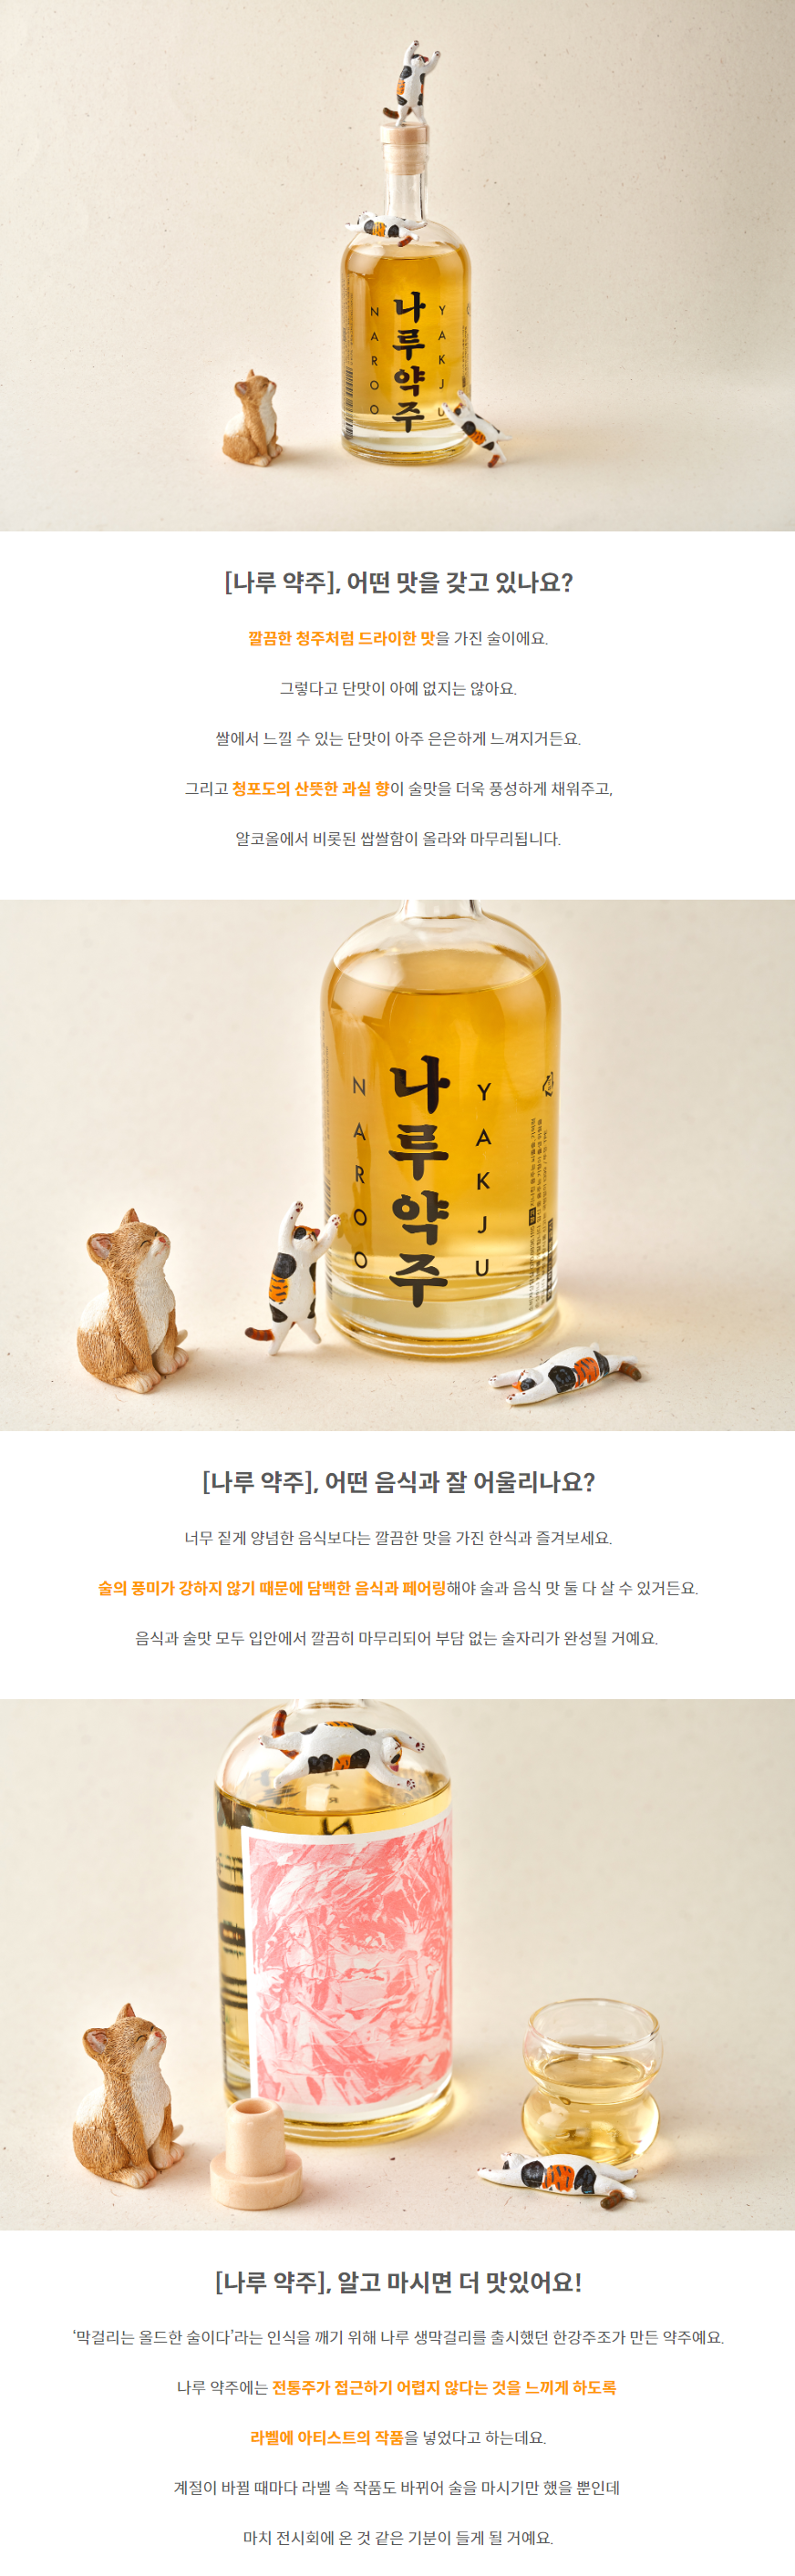 나루약주
NAROO
YAKJU
[나루 약주], 어떤 맛을 갖고 있나요?
깔끔한 청주처럼 드라이한 맛을 가진 술이에요.
그렇다고 단맛이 아예 없지는 않아요.
쌀에서 느낄 수 있는 단맛이 아주 은은하게 느껴지거든요.
그리고 청포도의 산뜻한 과실 향이 술맛을 더욱 풍성하게 채워주고,
알코올에서 비롯된 쌉쌀함이 올라와 마무리됩니다.
NAROO
나루약주
YAKJU
[나루 약주], 어떤 음식과 잘 어울리나요?
너무 짙게 양념한 음식보다는 깔끔한 맛을 가진 한식과 즐겨보세요.
술의 풍미가 강하지 않기 때문에 담백한 음식과 페어링해야 술과 음식 맛 둘 다 살 수 있거든요.
음식과 술맛 모두 입안에서 깔끔히 마무리되어 부담 없는 술자리가 완성될 거예요.
[나루 약주], 알고 마시면 더 맛있어요!
‘막걸리는 올드한 술이다’라는 인식을 깨기 위해 나루 생막걸리를 출시했던 한강주조가 만든 약주예요.
나루 약주에는 전통주가 접근하기 어렵지 않다는 것을 느끼게 하도록
라벨에 아티스트의 작품을 넣었다고 하는데요.
계절이 바뀔 때마다 라벨 속 작품도 바뀌어 술을 마시기만 했을 뿐인데
마치 전시회에 온 것 같은 기분이 들게 될 거예요.